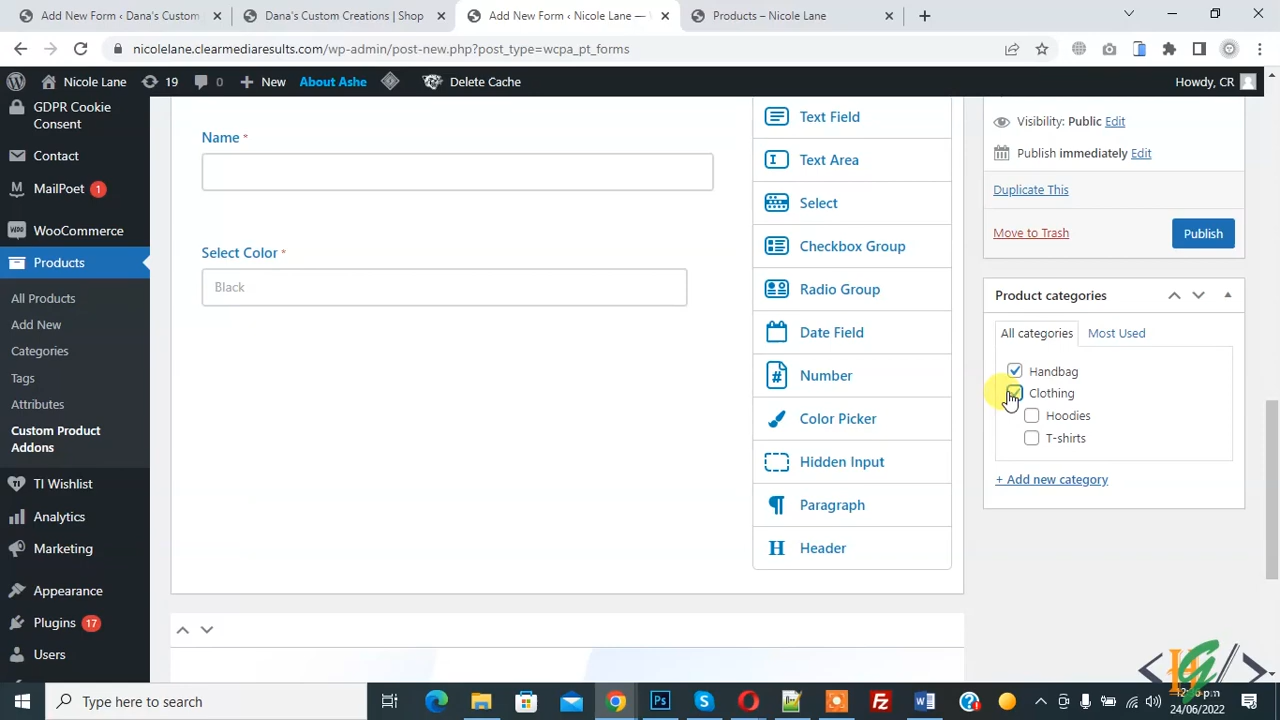 Add New Form ‹ Dana's Custom
Dana's Custom Creations | Shop
Add New Form ‹ Nicole Lane —
Products – Nicole Lane
nicolelane.clearmediaresults.com/wp-admin/post-new.php?post_type=wcpa_pt_forms
Nicole Lane
19
0
New
About Ashe
Delete Cache
Howdy, CR
GDPR Cookie
Consent
Contact
MailPoet 1
WooCommerce
Products
All Products
Add New
Categories
Tags
Attributes
Custom Product
Addons
TI Wishlist
Analytics
Marketing
Appearance
Plugins 17
Users
Name *
Select Color *
Black
Text Field
Text Area
Select
Checkbox Group
Radio Group
Date Field
Number
Color Picker
Hidden Input
Paragraph
Header
Visibility: Public Edit
Publish immediately Edit
Duplicate This
Move to Trash
Publish
Product categories
All categories
Most Used
Handbag
Clothing
Hoodies
T-shirts
+ Add new category
Type here to search
p.m
24/06/2022